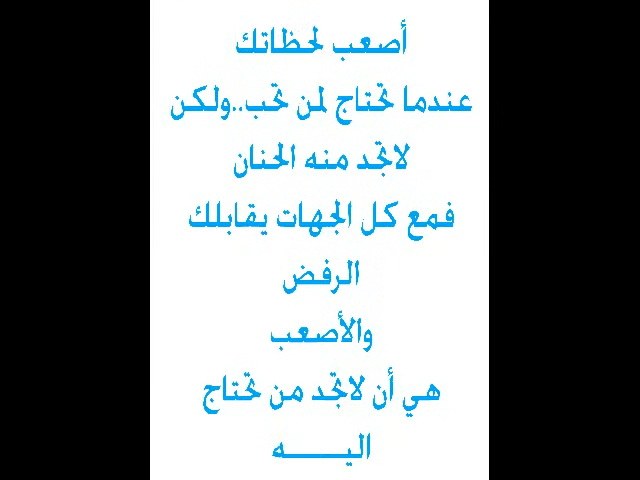 أصعب لحظاتك
عندما تحتاج لمن تحب..ولكن
لاتجد منه الحنان
فمع كل الجهات يقابلك
الرفض
والأصعب
هي أن لاتجد من تحتاج
اليـــــــه